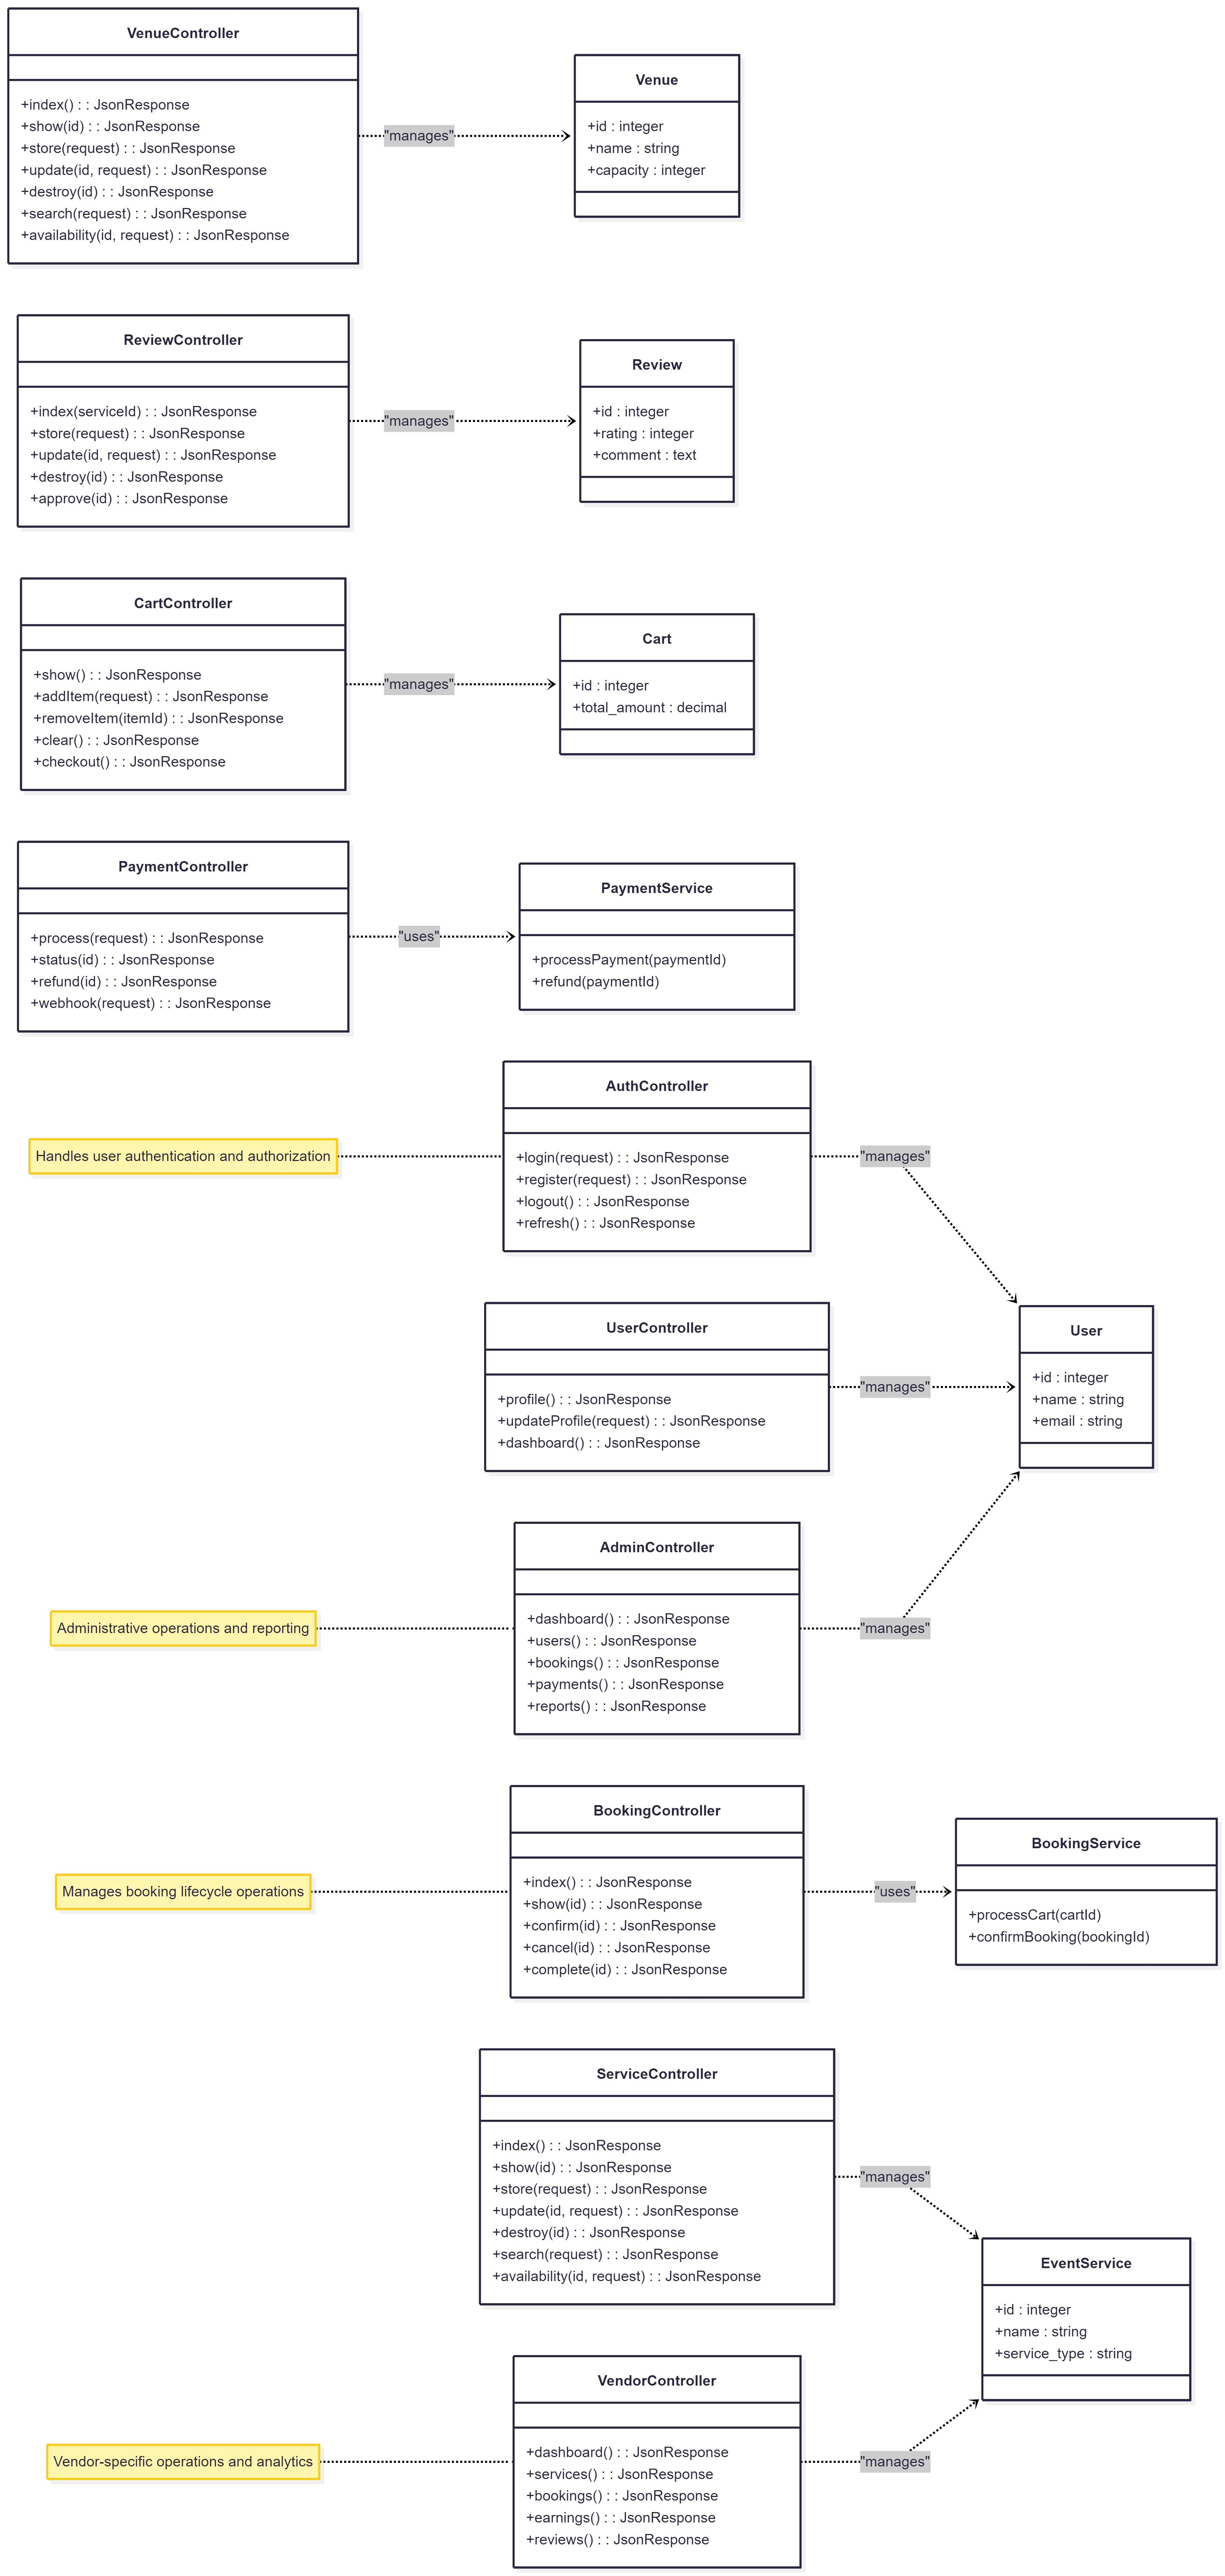 VenueController
+index() : : JsonResponse
+show(id) : : JsonResponse
+store(request) : : JsonResponse
+update(id, request) : : JsonResponse
+destroy(id) : : JsonResponse
+search(request) : : JsonResponse
+availability(id, request) : : JsonResponse
"manages"
Venue
+id : integer
+name : string
+capacity : integer
ReviewController
+index(serviceId) : : JsonResponse
+store(request) : : JsonResponse
+update(id, request) : : JsonResponse
+destroy(id) : : JsonResponse
+approve(id) : : JsonResponse
"manages"
Review
+id : integer
+rating : integer
+comment : text
CartController
+show() : : JsonResponse
+addItem(request) : : JsonResponse
+removeItem(itemId) : : JsonResponse
+clear() : : JsonResponse
+checkout() : : JsonResponse
"manages"
Cart
+id : integer
+total_amount : decimal
PaymentController
+process(request) : : JsonResponse
+status(id) : : JsonResponse
+refund(id) : : JsonResponse
+webhook(request) : : JsonResponse
"uses"
PaymentService
+processPayment(paymentId)
+refund(paymentId)
Handles user authentication and authorization
AuthController
+login(request) : : JsonResponse
+register(request) : : JsonResponse
+logout() : : JsonResponse
+refresh() : : JsonResponse
"manages"
UserController
+profile() : : JsonResponse
+updateProfile(request) : : JsonResponse
+dashboard() : : JsonResponse
"manages"
User
+id : integer
+name : string
+email : string
Administrative operations and reporting
AdminController
+dashboard() : : JsonResponse
+users() : : JsonResponse
+bookings() : : JsonResponse
+payments() : : JsonResponse
+reports() : : JsonResponse
"manages"
Manages booking lifecycle operations
BookingController
+index() : : JsonResponse
+show(id) : : JsonResponse
+confirm(id) : : JsonResponse
+cancel(id) : : JsonResponse
+complete(id) : : JsonResponse
"uses"
BookingService
+processCart(cartId)
+confirmBooking(bookingId)
ServiceController
+index() : : JsonResponse
+show(id) : : JsonResponse
+store(request) : : JsonResponse
+update(id, request) : : JsonResponse
+destroy(id) : : JsonResponse
+search(request) : : JsonResponse
+availability(id, request) : : JsonResponse
"manages"
EventService
+id : integer
+name : string
+service_type : string
Vendor-specific operations and analytics
VendorController
+dashboard() : : JsonResponse
+services() : : JsonResponse
+bookings() : : JsonResponse
+earnings() : : JsonResponse
+reviews() : : JsonResponse
"manages"